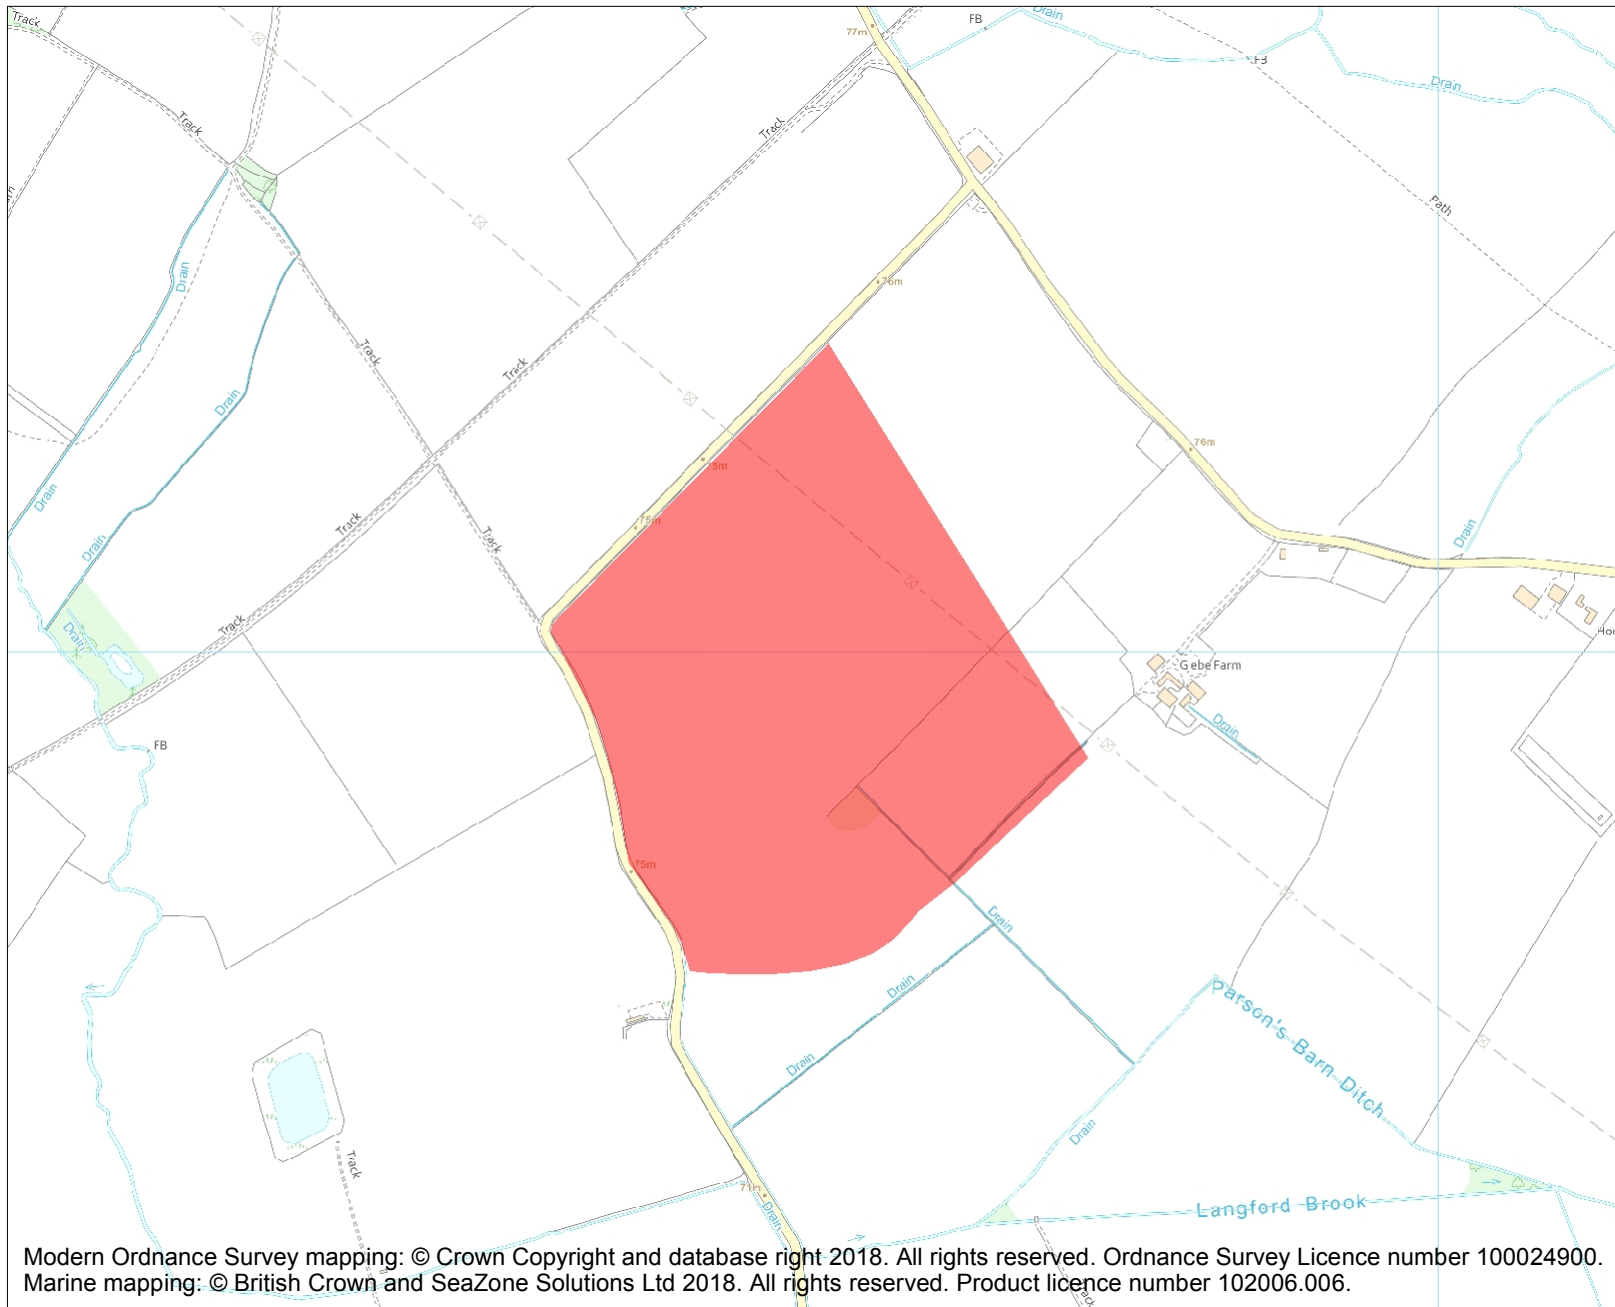 Track
FB
Drain
77m
FB
Drain
Track
Track
Path
Drain
76m
Track
Track
Drain
76m
75m
Drain
Track
75m
Drain
Track
Drain
Track
Drain
Farm
FB
Drain
75m
Drain
Drain
Parson's Barn Ditch
Drain
Drain
Track
71m
Drain
Langford Brook
Modern Ordnance Survey mapping: © Crown Copyright and database right 2018. All rights reserved. Ordnance Survey Licence number 100024900.
Marine mapping: © British Crown and SeaZone Solutions Ltd 2018. All rights reserved. Product licence number 102006.006.
Track